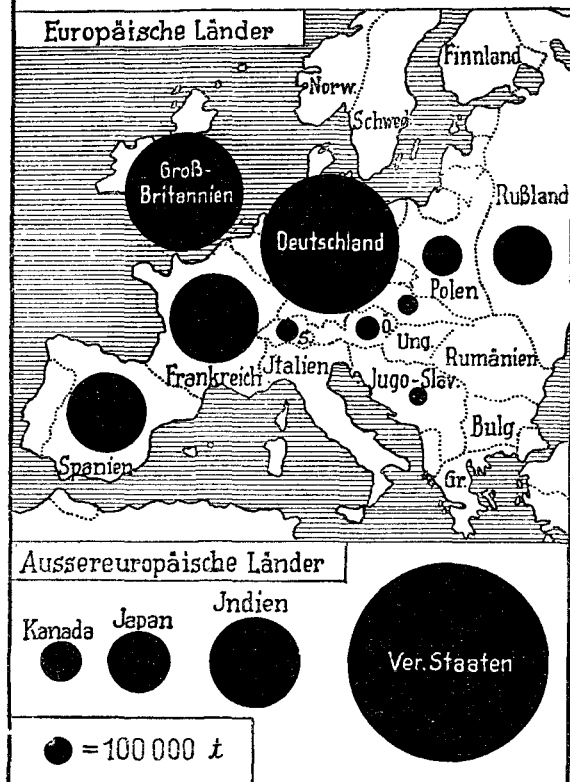 Europäische Länder
Norw.
Finnland
Schwed.
Groß-
Britannien
Rußland
Deutschland
Polen
S.
Ö.
Ung.
Rumänien
Frankreich
Jtalien
Jugo-Slav.
Bulg.
Spanien
Gr.
Aussereuropäische Länder
Kanada
Japan
Jndien
Ver. Staaten
= 100 000 t